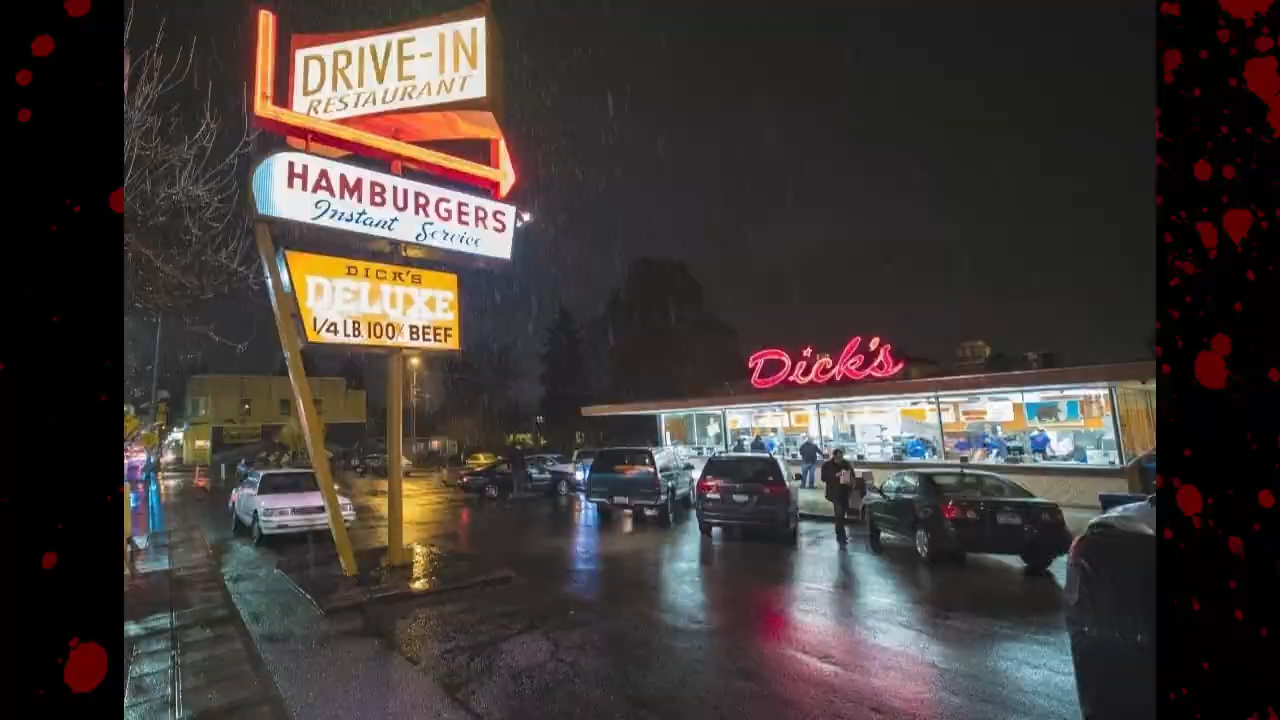 DRIVE-IN
RESTAURANT
HAMBURGERS
Instant Service
DICK'S
DELUXE
1/4 LB. 100% BEEF
Dick's